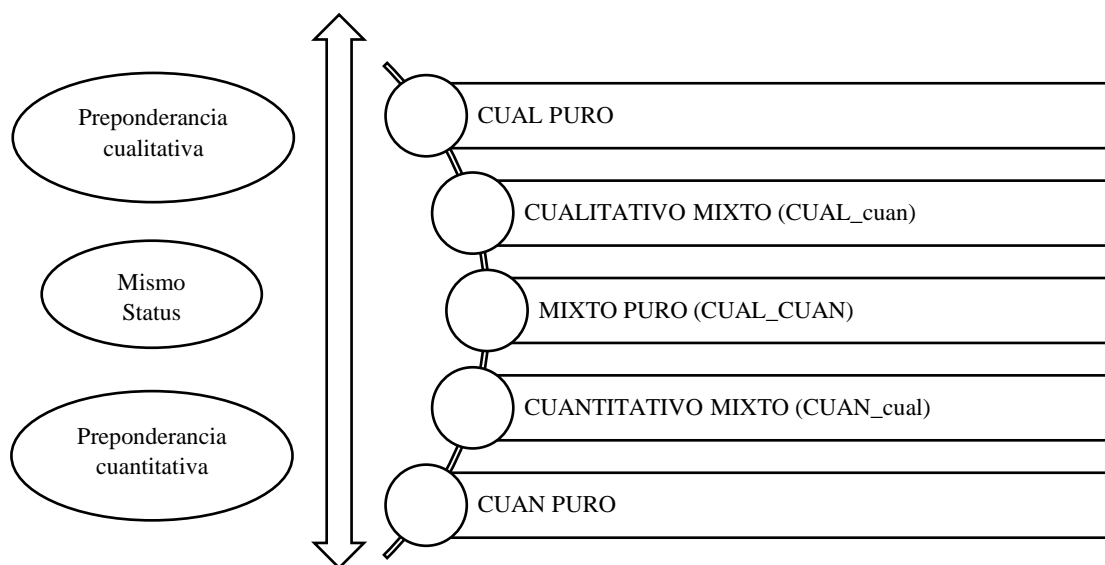 Preponderancia
cualitativa
Mismo
Status
Preponderancia
cuantitativa
CUAL PURO
CUALITATIVO MIXTO (CUAL_cuan)
MIXTO PURO (CUAL_CUAN)
CUANTITATIVO MIXTO (CUAN_cual)
CUAN PURO